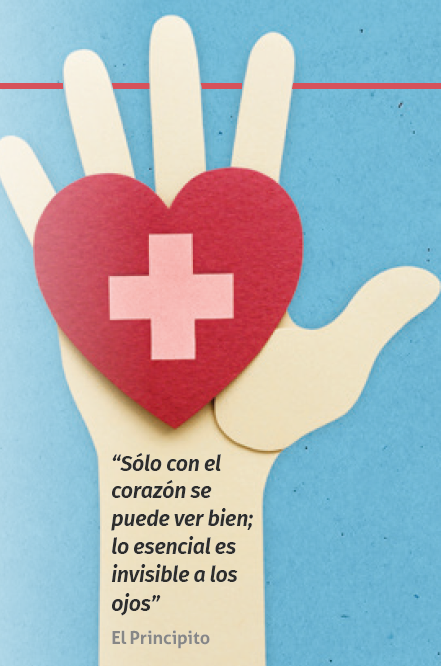 “Sólo con el
corazón se
puede ver bien;
lo esencial es
invisible a los
ojos”
El Principito